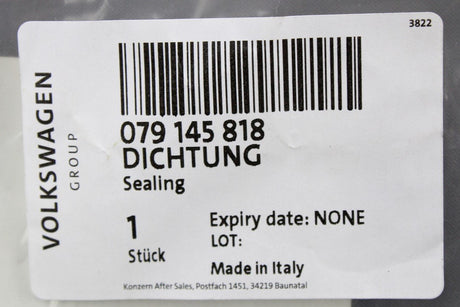 3822
VOLKSWAGEN
GROUP
079 145 818
DICHTUNG
Sealing
1
Stück
Expiry date: NONE
LOT:
Made in Italy
Konzern After Sales, Postfach 1451, 34219 Baunatal